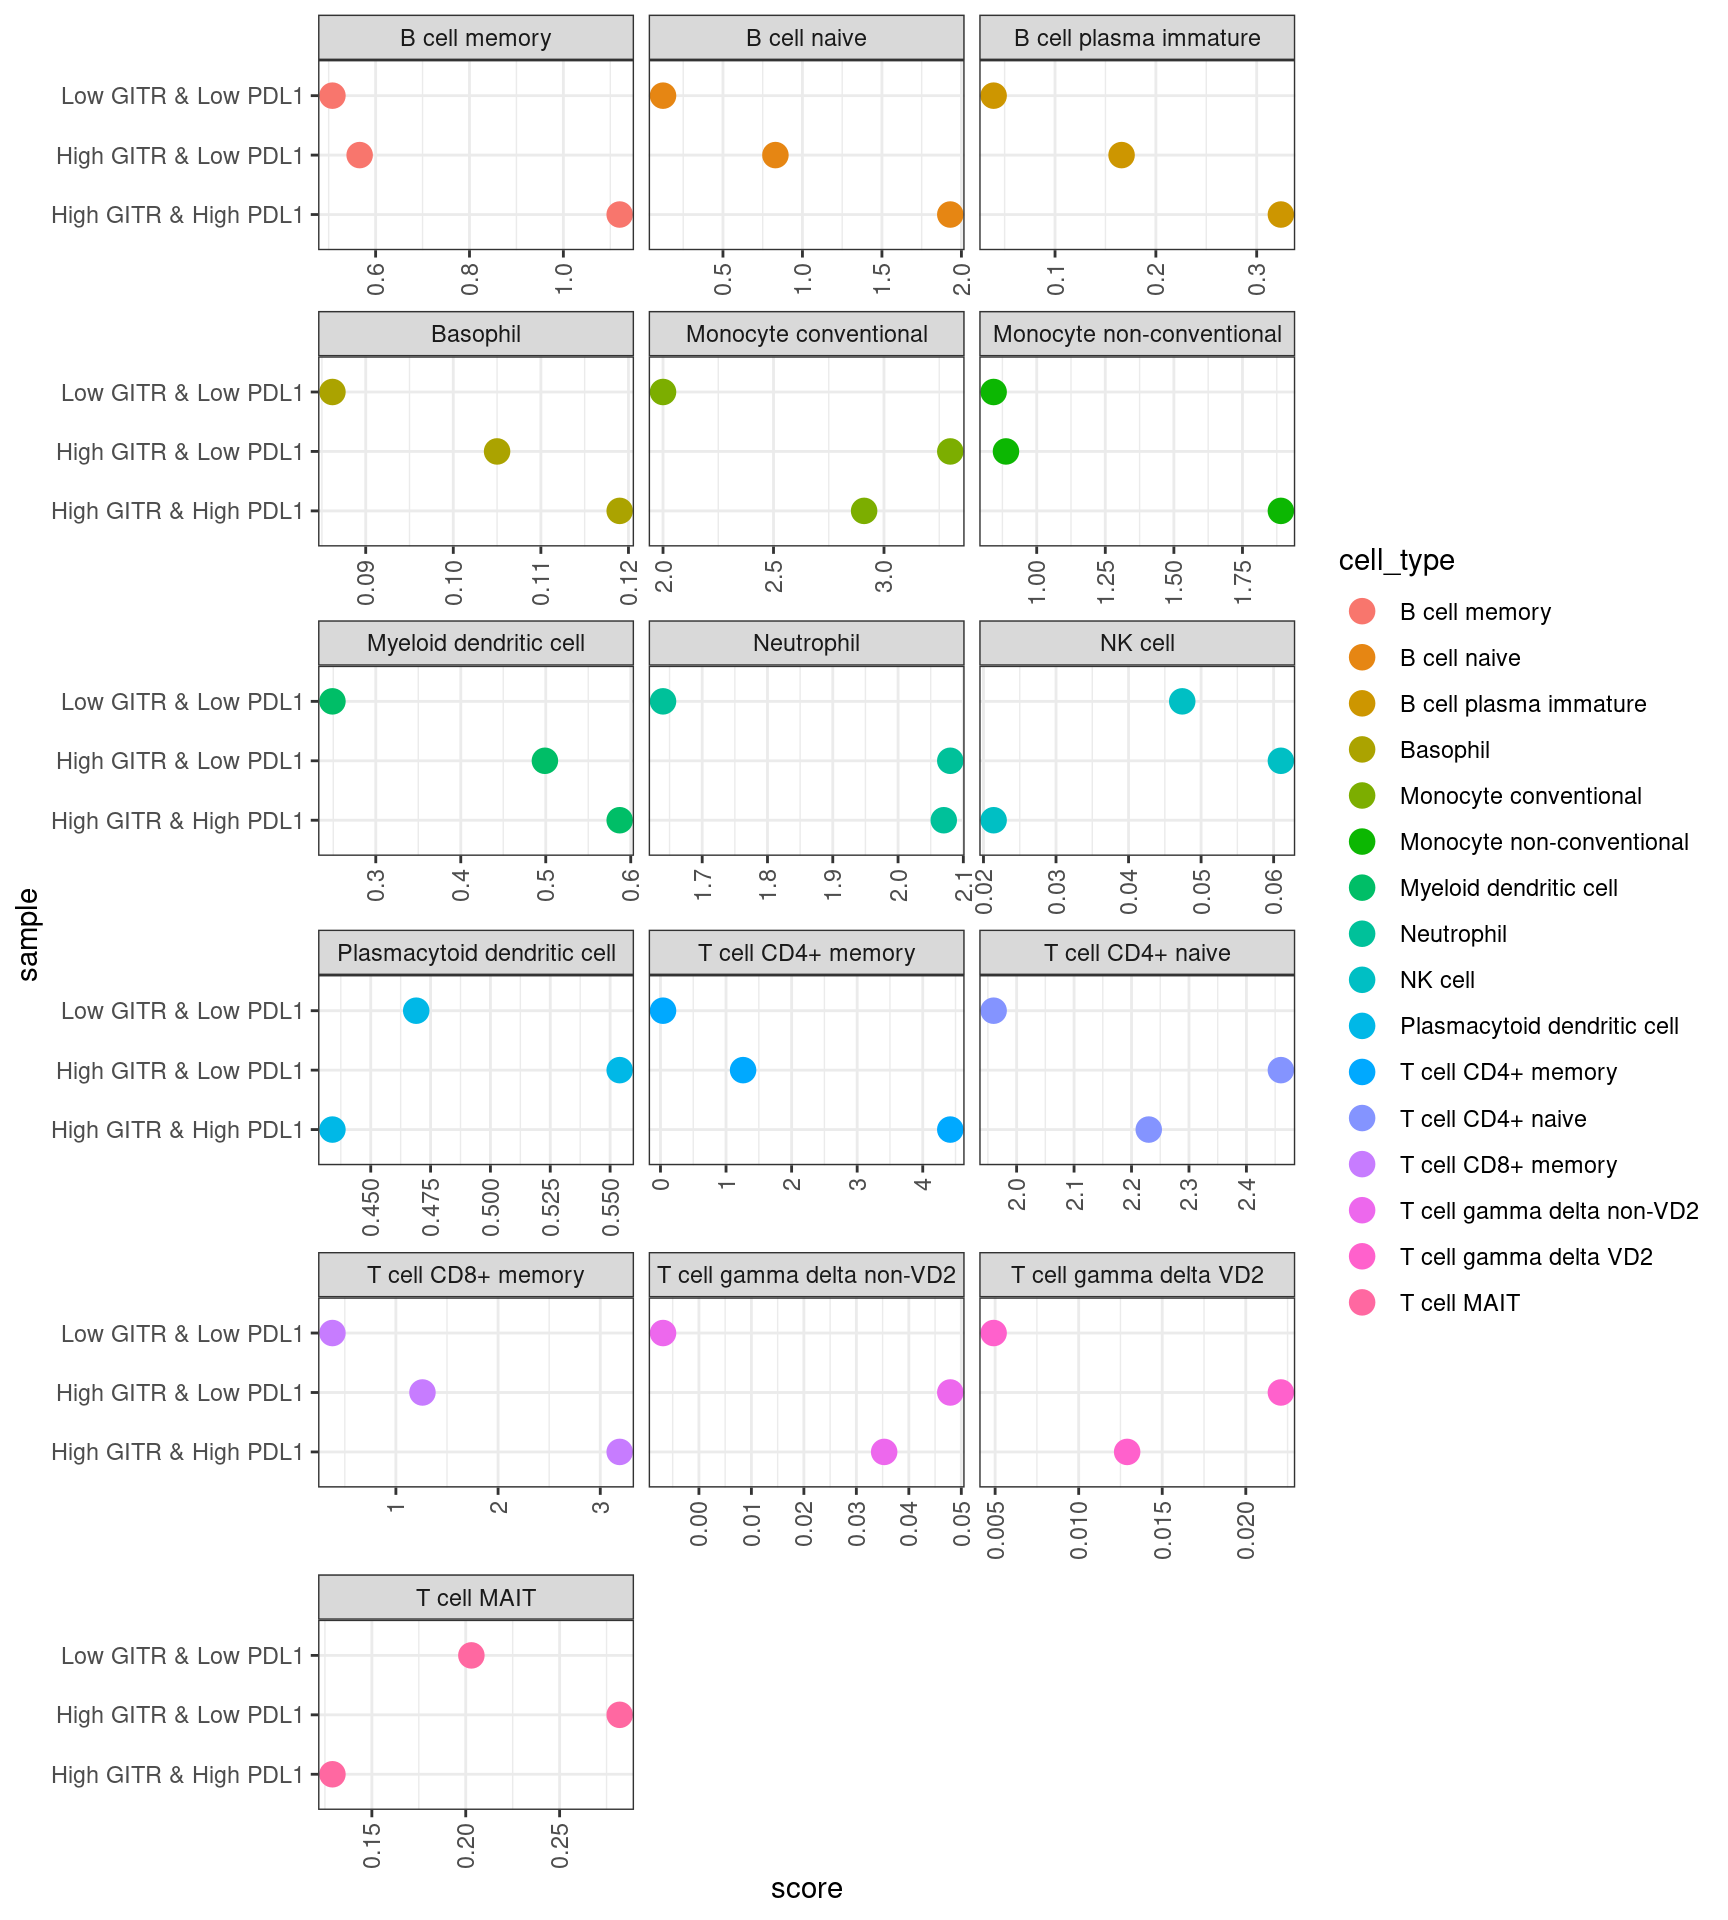 B cell memory
B cell naive
B cell plasma immature
Low GITR & Low PDL1
High GITR & Low PDL1
High GITR & High PDL1
0.6
0.8
1.0
0.5
1.0
1.5
2.0
0.1
0.2
0.3
Basophil
Monocyte conventional
Monocyte non-conventional
Low GITR & Low PDL1
High GITR & Low PDL1
High GITR & High PDL1
0.09
0.10
0.11
0.12
2.0
2.5
3.0
1.00
1.25
1.50
1.75
Myeloid dendritic cell
Neutrophil
NK cell
Low GITR & Low PDL1
High GITR & Low PDL1
High GITR & High PDL1
0.3
0.4
0.5
0.6
1.7
1.8
1.9
2.0
2.1
0.02
0.03
0.04
0.05
0.06
Plasmacytoid dendritic cell
T cell CD4+ memory
T cell CD4+ naive
Low GITR & Low PDL1
High GITR & Low PDL1
High GITR & High PDL1
0.450
0.475
0.500
0.525
0.550
0
1
2
3
4
2.0
2.1
2.2
2.3
2.4
T cell CD8+ memory
T cell gamma delta non-VD2
T cell gamma delta VD2
Low GITR & Low PDL1
High GITR & Low PDL1
High GITR & High PDL1
1
2
3
0.00
0.01
0.02
0.03
0.04
0.05
0.005
0.010
0.015
0.020
T cell MAIT
Low GITR & Low PDL1
High GITR & Low PDL1
High GITR & High PDL1
0.15
0.20
0.25
score
sample
cell_type
B cell memory
B cell naive
B cell plasma immature
Basophil
Monocyte conventional
Monocyte non-conventional
Myeloid dendritic cell
Neutrophil
NK cell
Plasmacytoid dendritic cell
T cell CD4+ memory
T cell CD4+ naive
T cell CD8+ memory
T cell gamma delta non-VD2
T cell gamma delta VD2
T cell MAIT